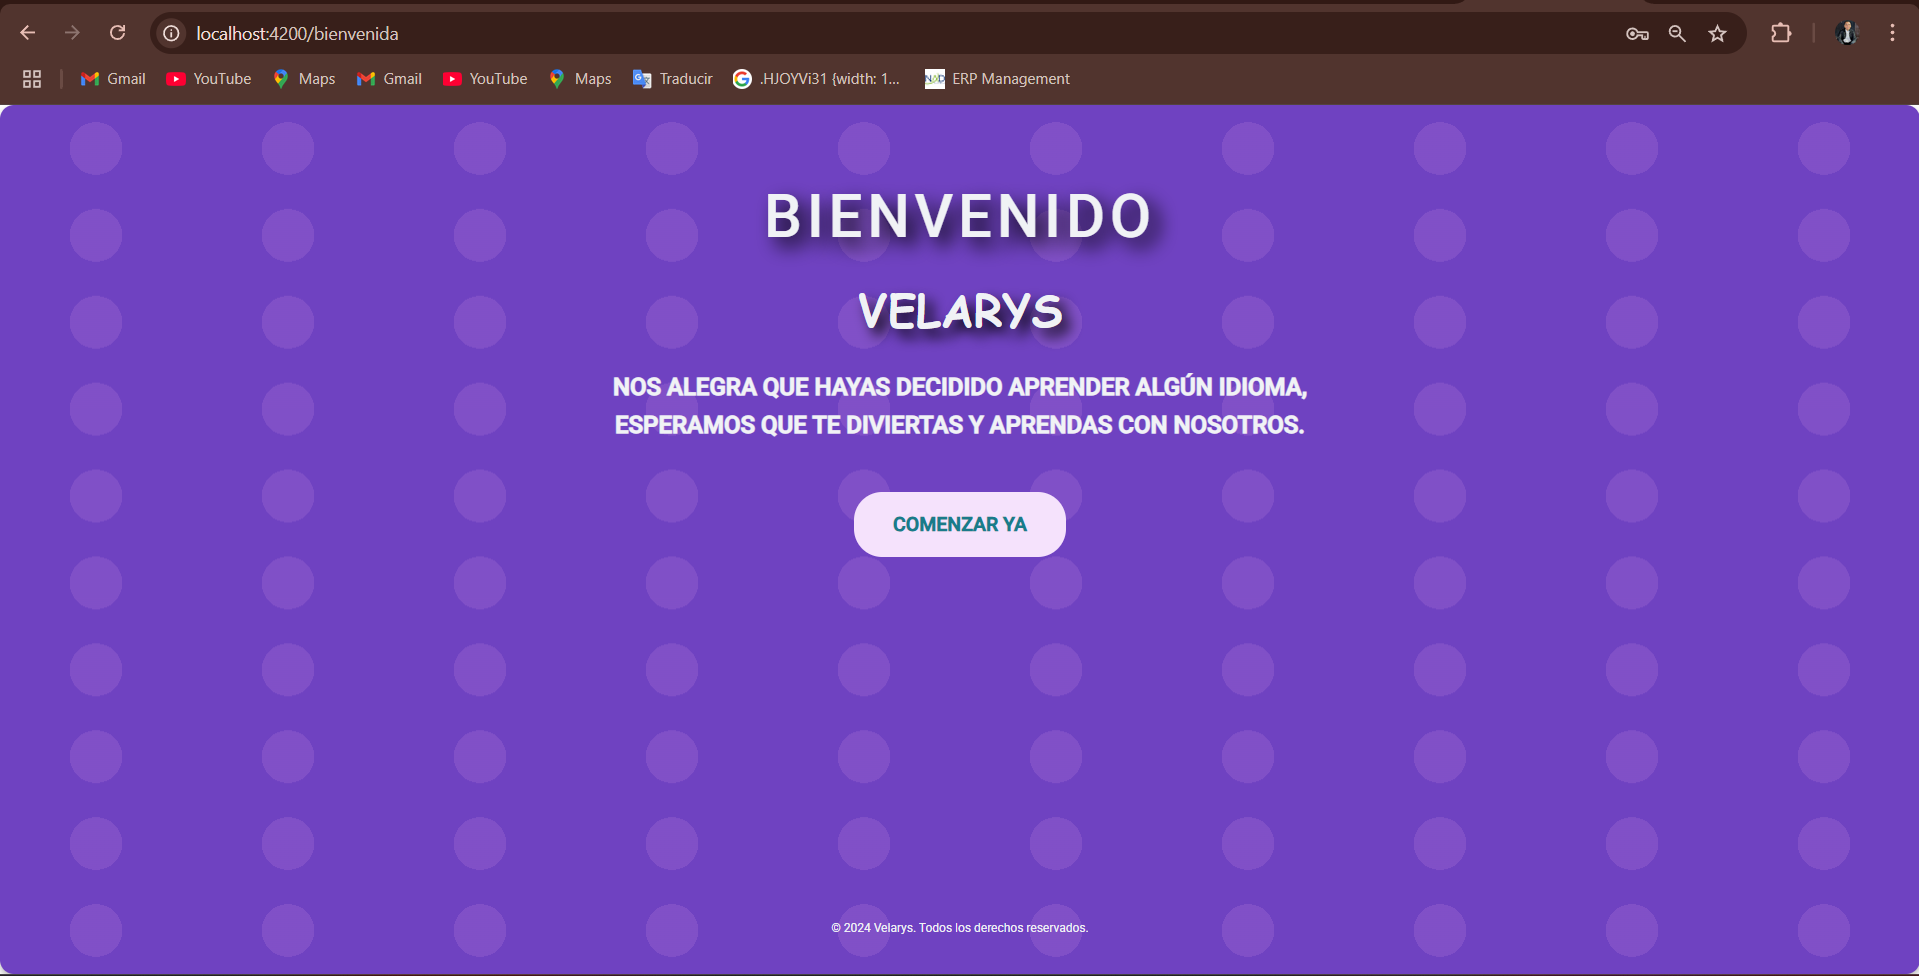 localhost:4200/bienvenida
Gmail YouTube Maps Gmail YouTube Maps Traducir .HJOYVi31 {width: 1... ERP Management
BIENVENIDO
VELARYS
NOS ALEGRA QUE HAYAS DECIDIDO APRENDER ALGÚN IDIOMA,
ESPERAMOS QUE TE DIVIERTAS Y APRENDAS CON NOSOTROS.
COMENZAR YA
© 2024 Velarys. Todos los derechos reservados.